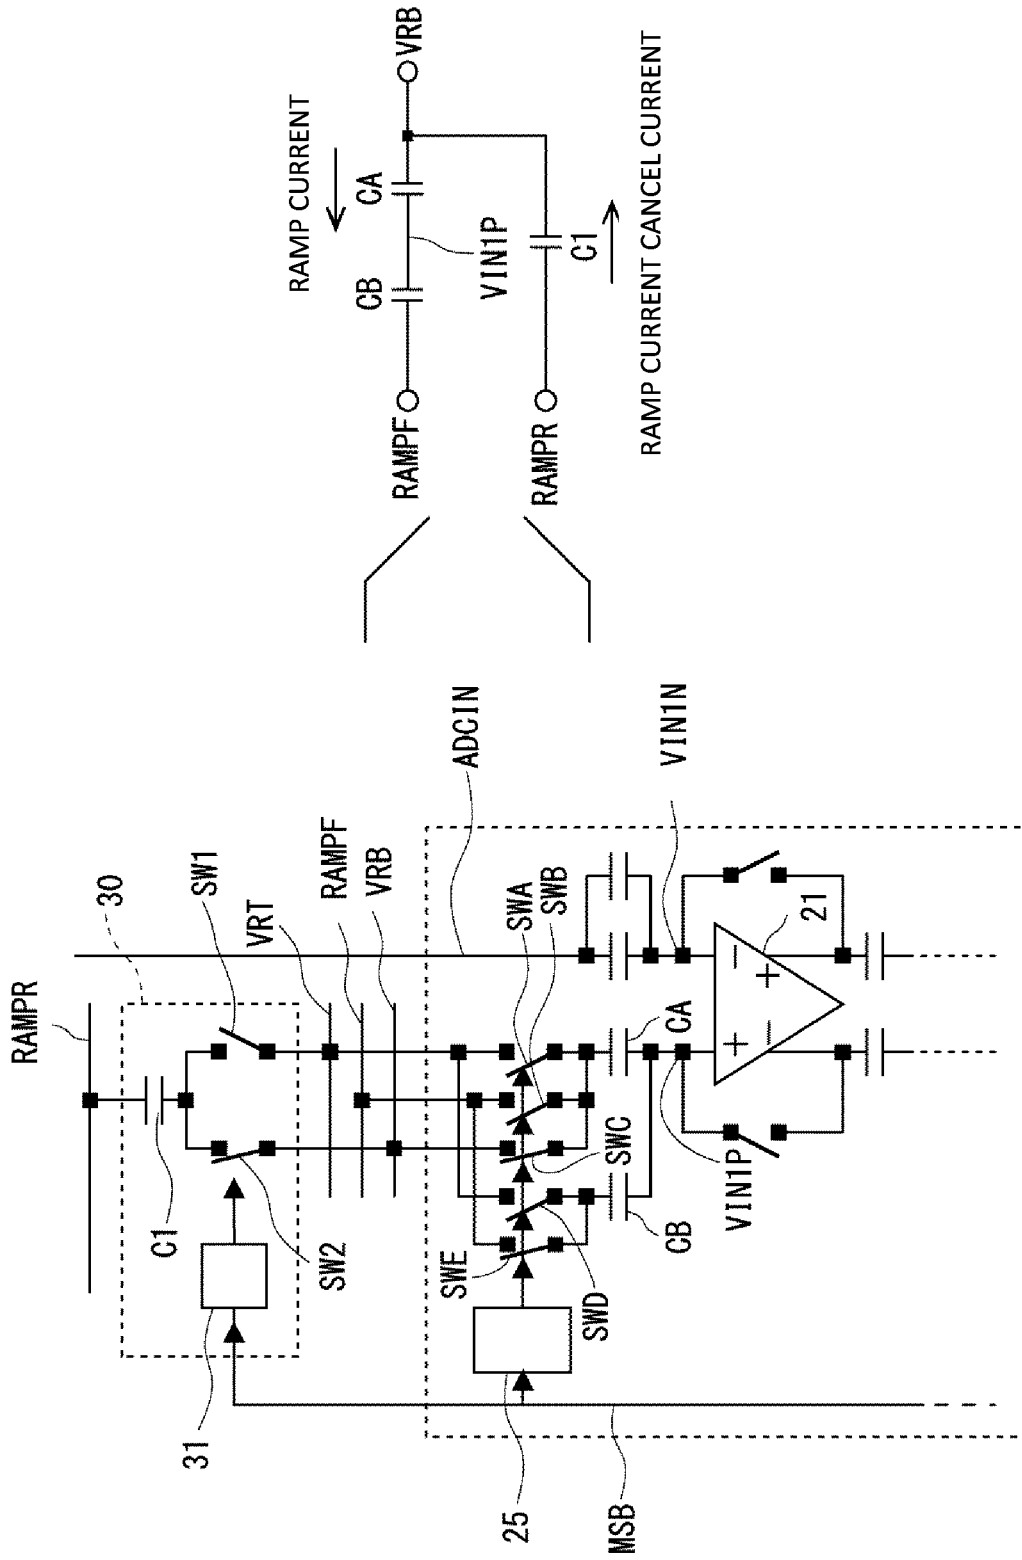 RAMPR
30
SW1
VRT
RAMPF
VRB
ADCIN
C1
SW2
31
SWA
SWB
SWC
SWE
SWD
CA
CB
VIN1N
VIN1P
21
25
MSB
+
−
+
−
RAMP CURRENT
VRB
CA
CB
VIN1P
RAMPF
RAMPR
C1
RAMP CURRENT CANCEL CURRENT